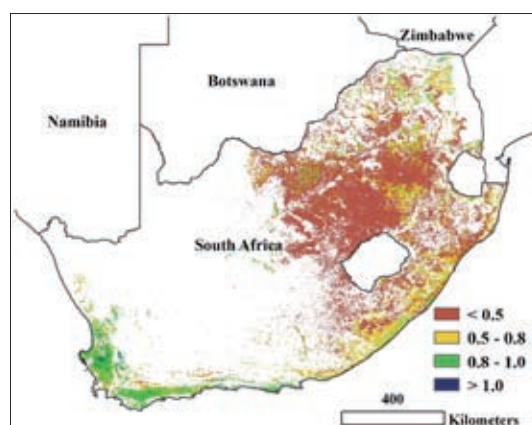 Zimbabwe
Botswana
Namibia
South Africa
< 0.5
0.5 - 0.8
0.8 - 1.0
> 1.0
400
Kilometers